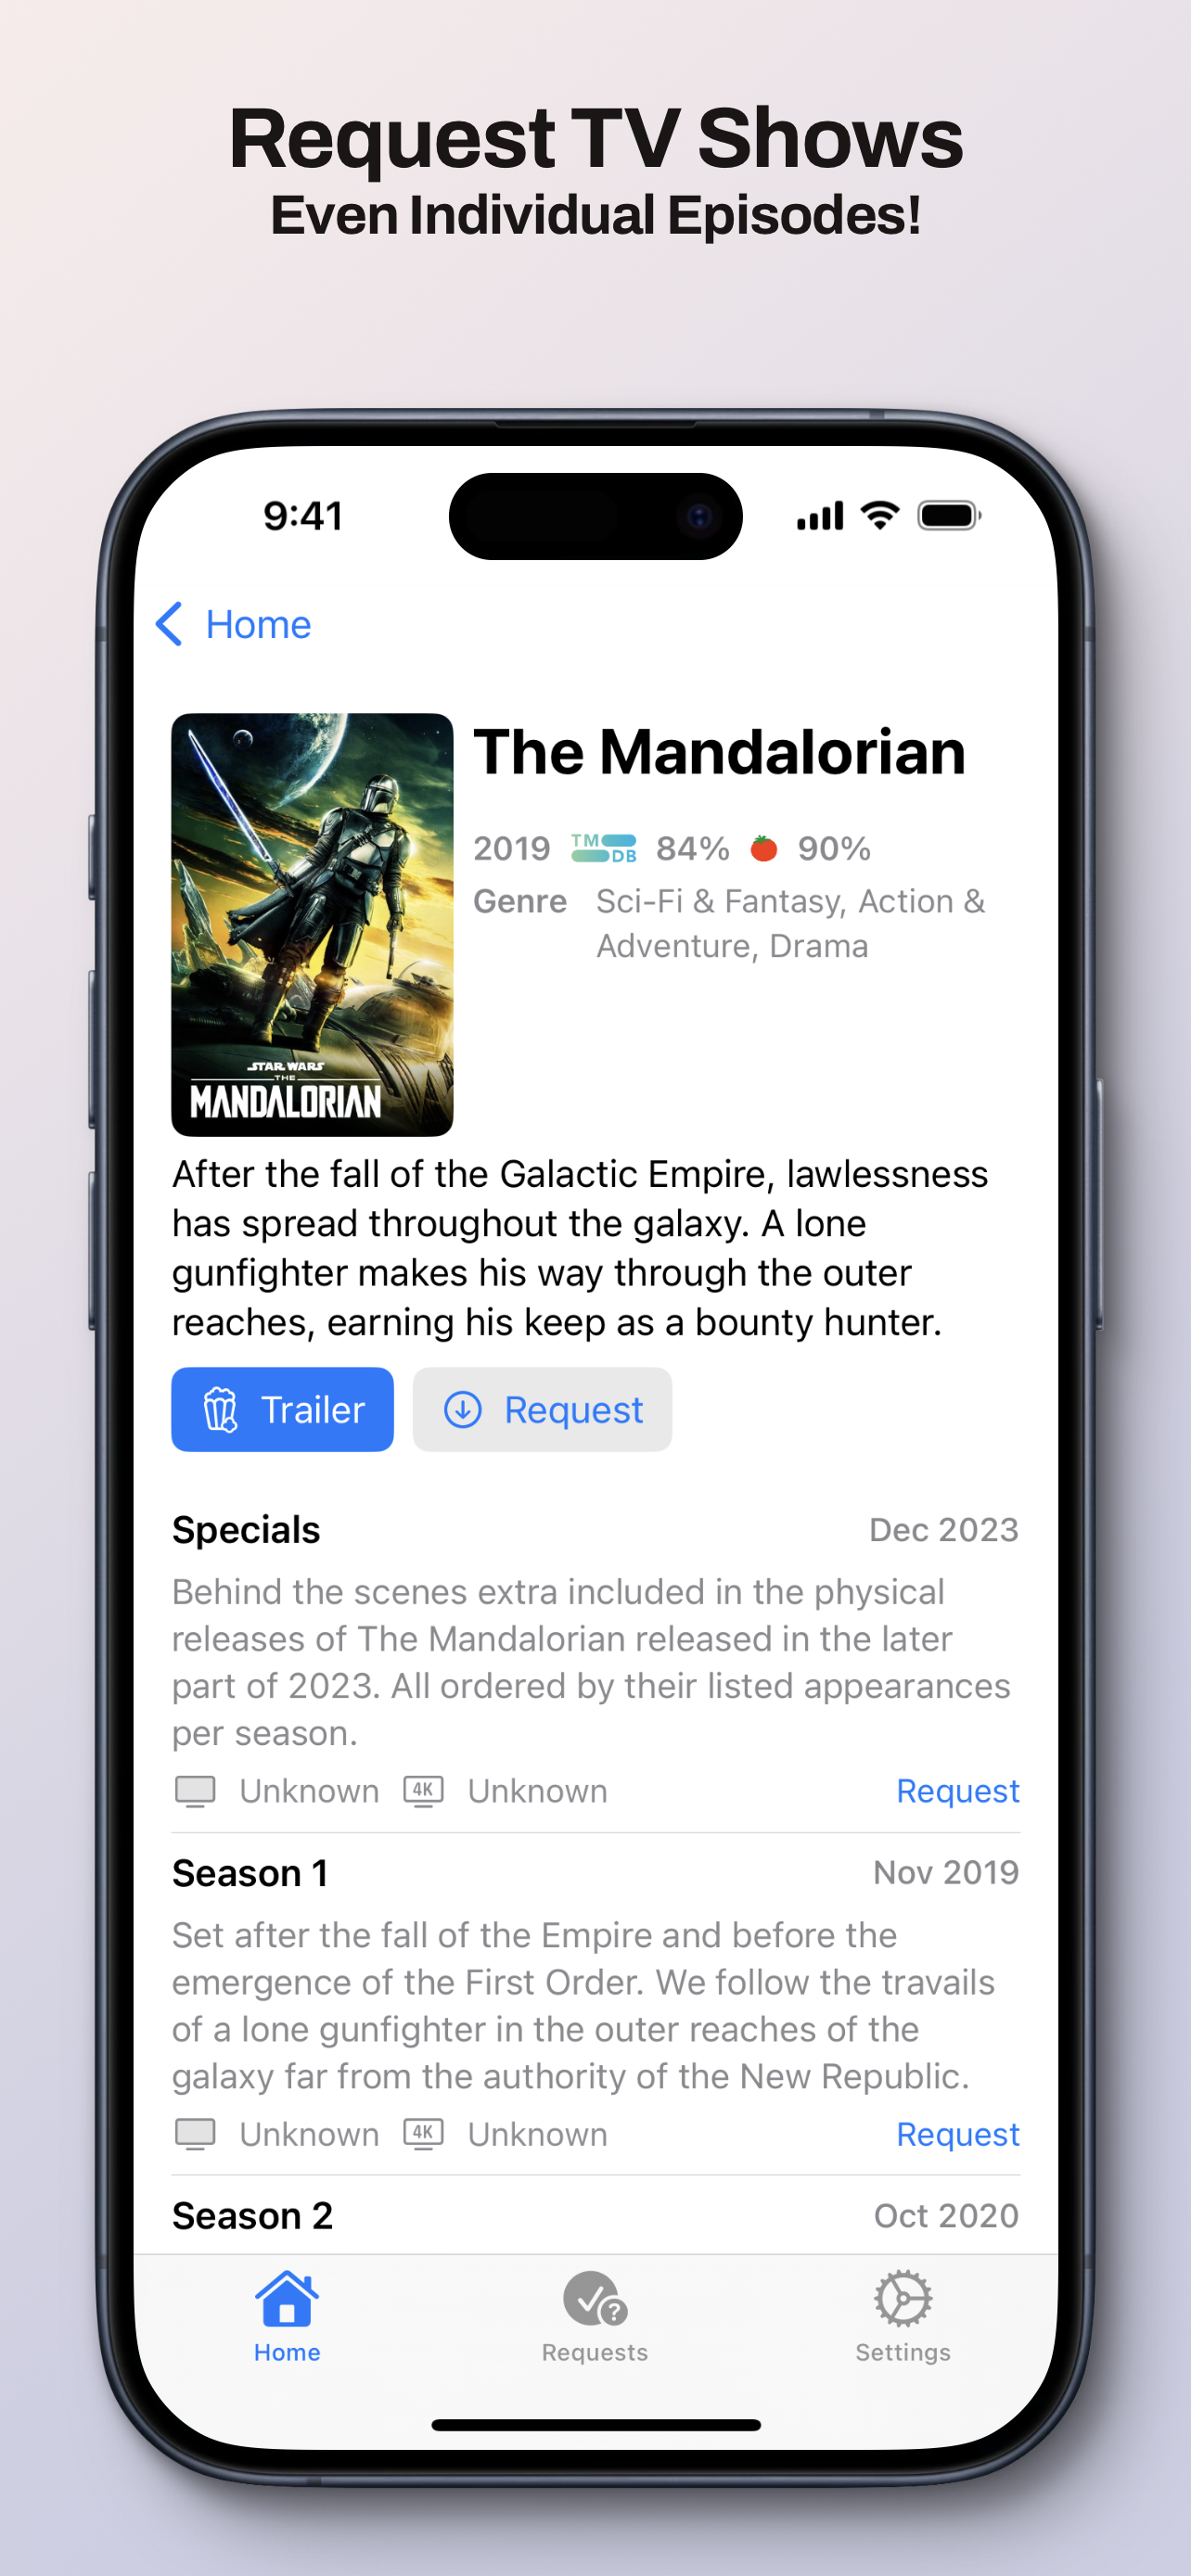 Request TV Shows
Even Individual Episodes!
9:41
Home
The Mandalorian
2019 TMDB 84% 90%
Genre Sci-Fi & Fantasy, Action &
Adventure, Drama
STAR WARS
THE
MANDALORIAN
After the fall of the Galactic Empire, lawlessness
has spread throughout the galaxy. A lone
gunfighter makes his way through the outer
reaches, earning his keep as a bounty hunter.
Trailer Request
Specials Dec 2023
Behind the scenes extra included in the physical
releases of The Mandalorian released in the later
part of 2023. All ordered by their listed appearances
per season.
Unknown 4K Unknown Request
Season 1 Nov 2019
Set after the fall of the Empire and before the
emergence of the First Order. We follow the travails
of a lone gunfighter in the outer reaches of the
galaxy far from the authority of the New Republic.
Unknown 4K Unknown Request
Season 2 Oct 2020
Home Requests Settings